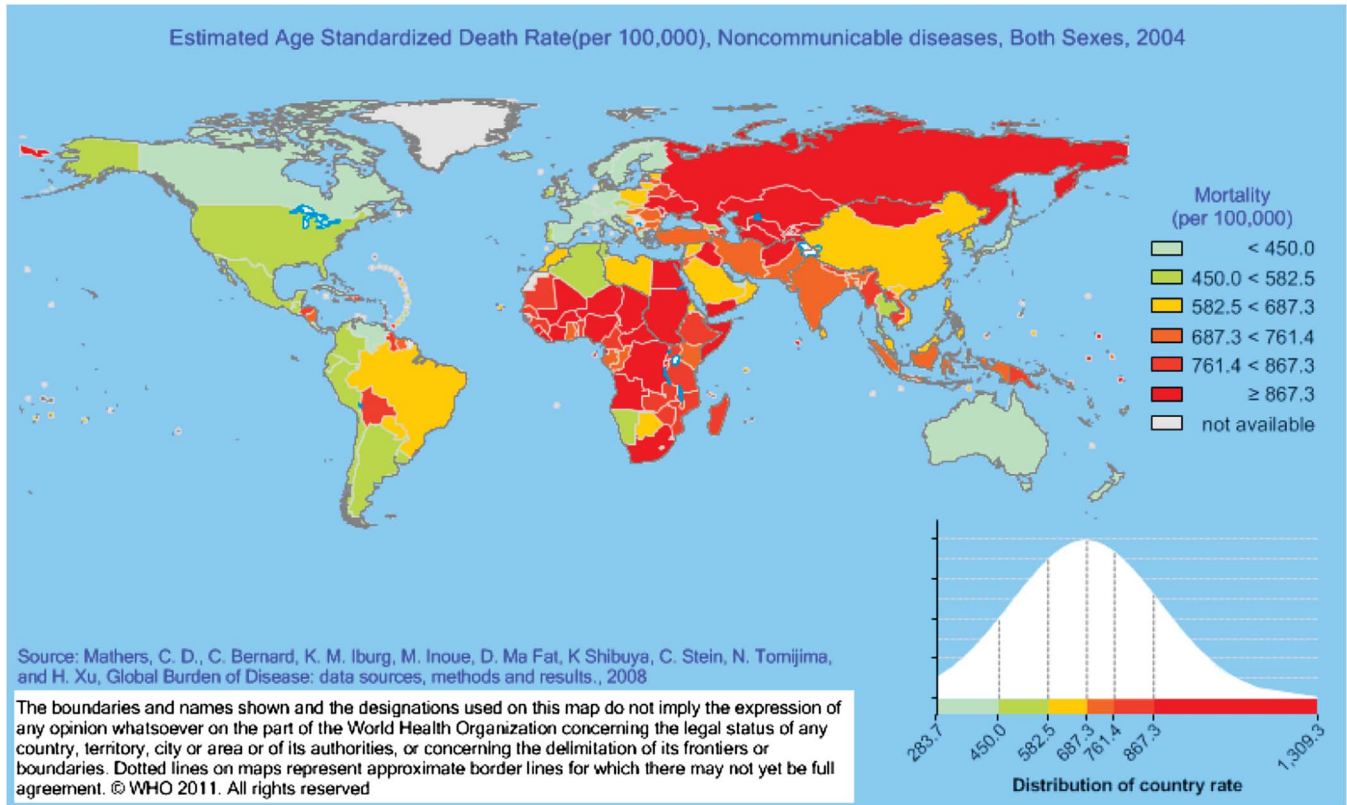 Estimated Age Standardized Death Rate(per 100,000), Noncommunicable diseases, Both Sexes, 2004
Mortality
(per 100,000)
< 450.0
450.0 < 582.5
582.5 < 687.3
687.3 < 761.4
761.4 < 867.3
≥ 867.3
not available
283.7
450.0
582.5
687.3
761.4
867.3
1,309.3
Distribution of country rate
Source: Mathers, C. D., C. Bernard, K. M. Iburg, M. Inoue, D. Ma Fat, K Shibuya, C. Stein, N. Tomijima,
and H. Xu, Global Burden of Disease: data sources, methods and results., 2008
The boundaries and names shown and the designations used on this map do not imply the expression of
any opinion whatsoever on the part of the World Health Organization concerning the legal status of any
country, territory, city or area or of its authorities, or concerning the delimitation of its frontiers or
boundaries. Dotted lines on maps represent approximate border lines for which there may not yet be full
agreement. © WHO 2011. All rights reserved